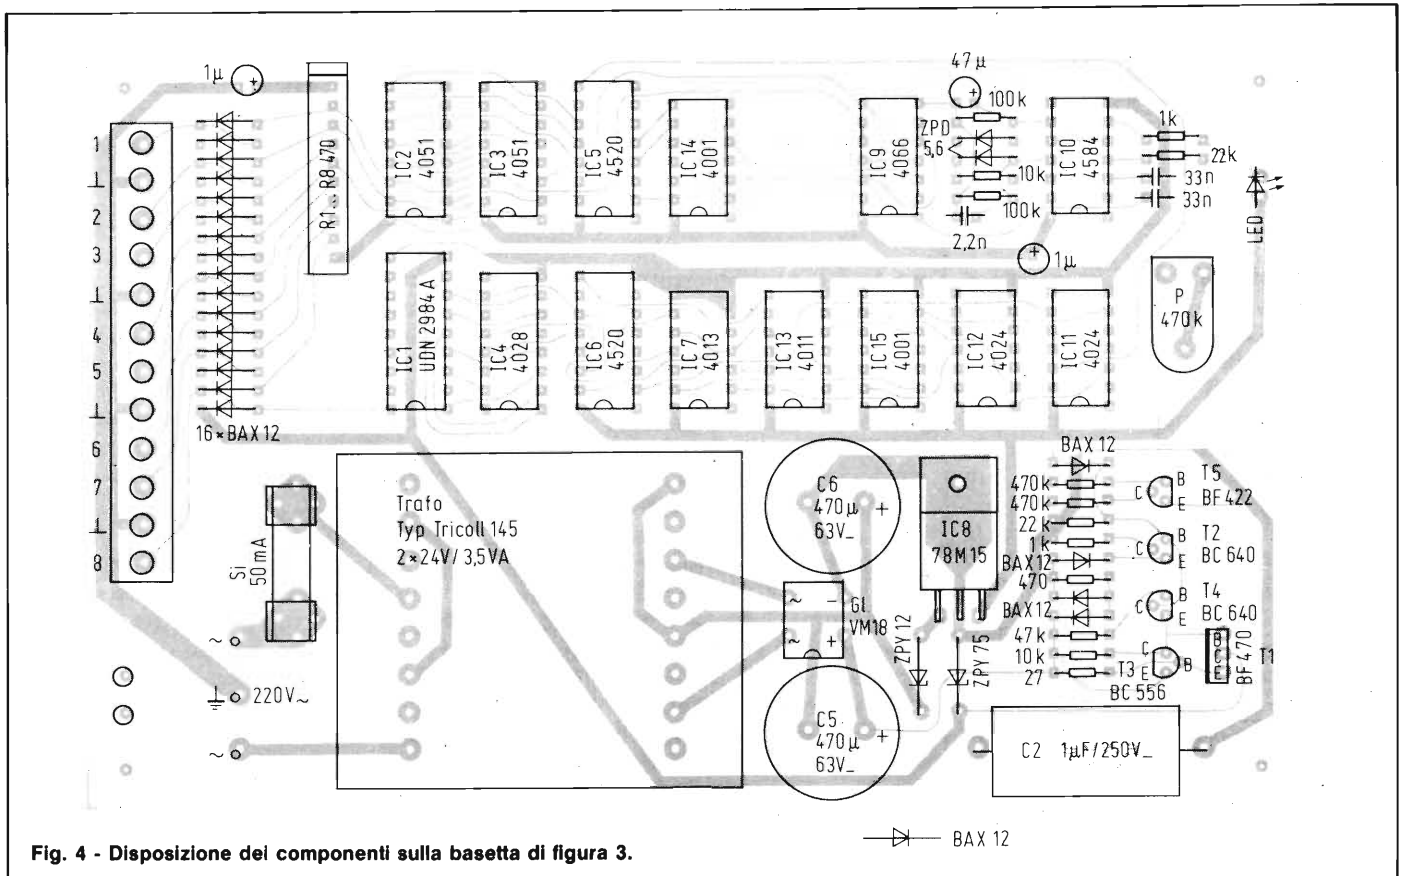 1µ
47µ
100k
ZPD
5,6
10k
100k
2,2n
1µ
1k
22k
33n
33n
LED
P
470k
R1... R8 470
IC2
4051
IC3
4051
IC5
4520
IC14
4001
IC9
4066
IC10
4584
IC1
UDN 2984A
IC4
4028
IC6
4520
IC7
4013
IC13
4011
IC15
4001
IC12
4024
IC11
4024
1
⊥
2
3
⊥
4
5
⊥
6
7
⊥
8
16×BAX 12
Si
50mA
~
⊥ 220V~
~
Trafo
Typ Tricoll 145
2×24V/3,5VA
C6
470µ +
63V_
~ −
~ +
Gl
VM18
C5
470µ +
63V_
IC8
78M15
ZPY 12
ZPY 75
BAX 12
470k
470k
22k
1k
BAX12
470
BAX12
47k
10k
27
C B E
T5
BF 422
C B E
T2
BC 640
C B E
T4
BC 640
C B E
T3
BC 556
B C E
T1
BF 470
C2 1µF/250V_
BAX 12
Fig. 4 - Disposizione dei componenti sulla basetta di figura 3.